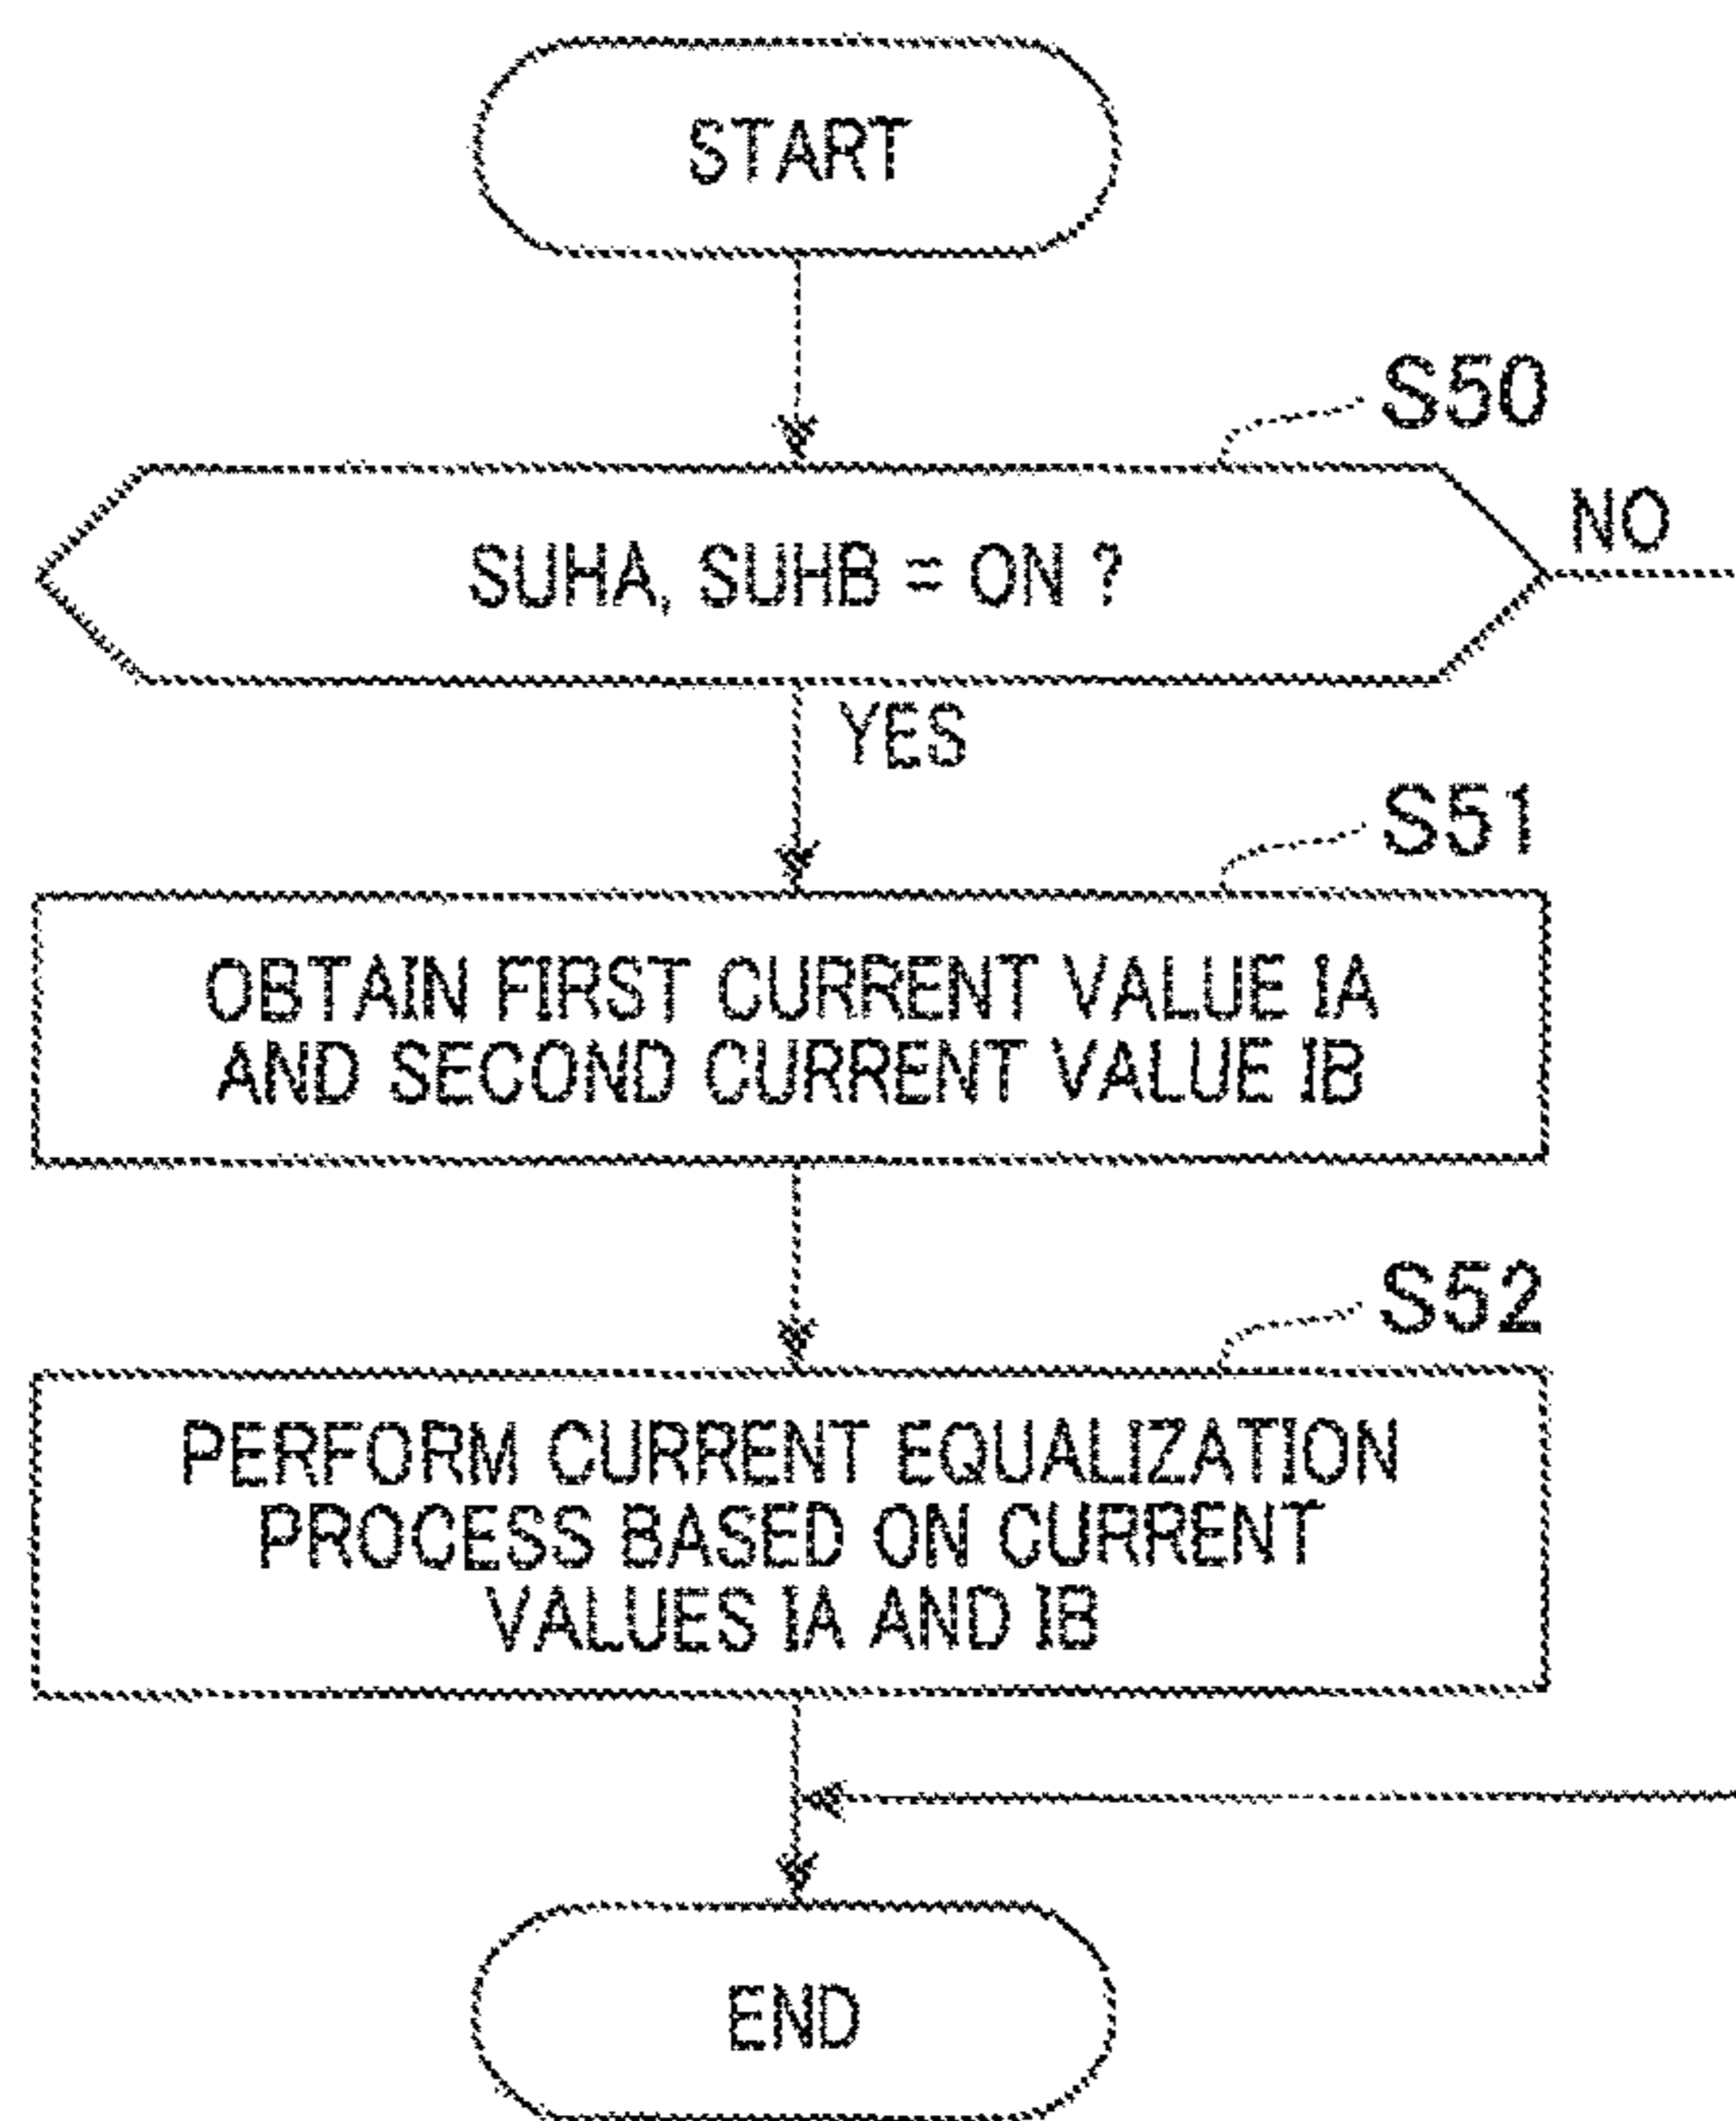 START
S50
SUHA, SUHB = ON ?
NO
YES
S51
OBTAIN FIRST CURRENT VALUE IA
AND SECOND CURRENT VALUE IB
S52
PERFORM CURRENT EQUALIZATION
PROCESS BASED ON CURRENT
VALUES IA AND IB
END